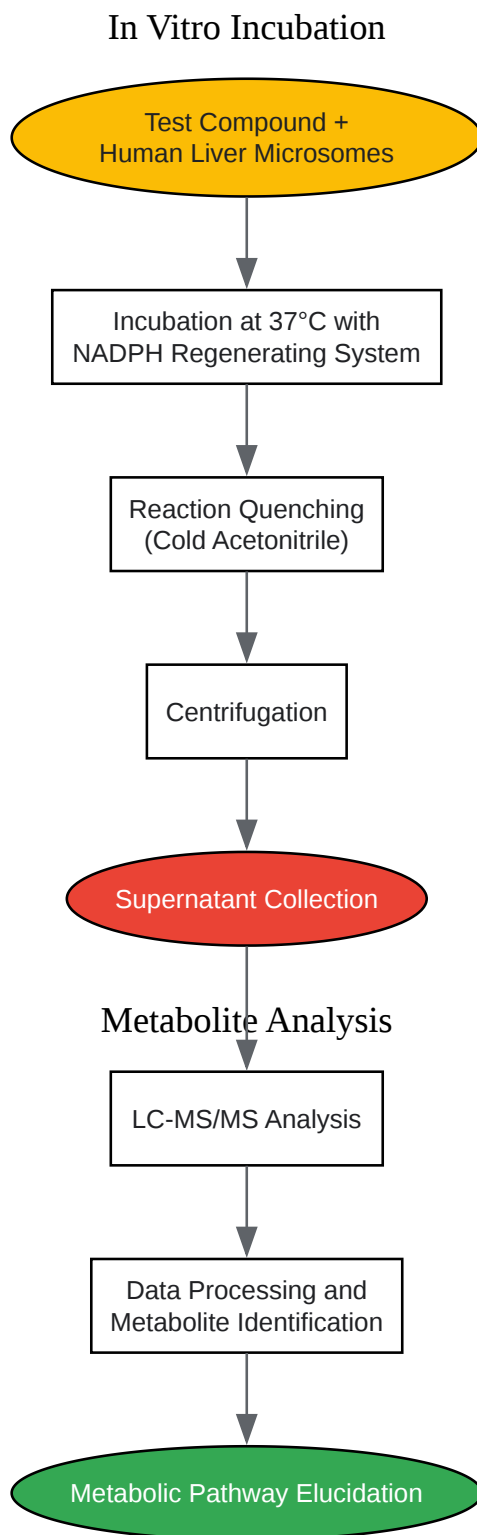 In Vitro Incubation
Test Compound +
Human Liver Microsomes
Incubation at 37°C with
NADPH Regenerating System
Reaction Quenching
(Cold Acetonitrile)
Centrifugation
Supernatant Collection
Metabolite Analysis
LC-MS/MS Analysis
Data Processing and
Metabolite Identification
Metabolic Pathway Elucidation